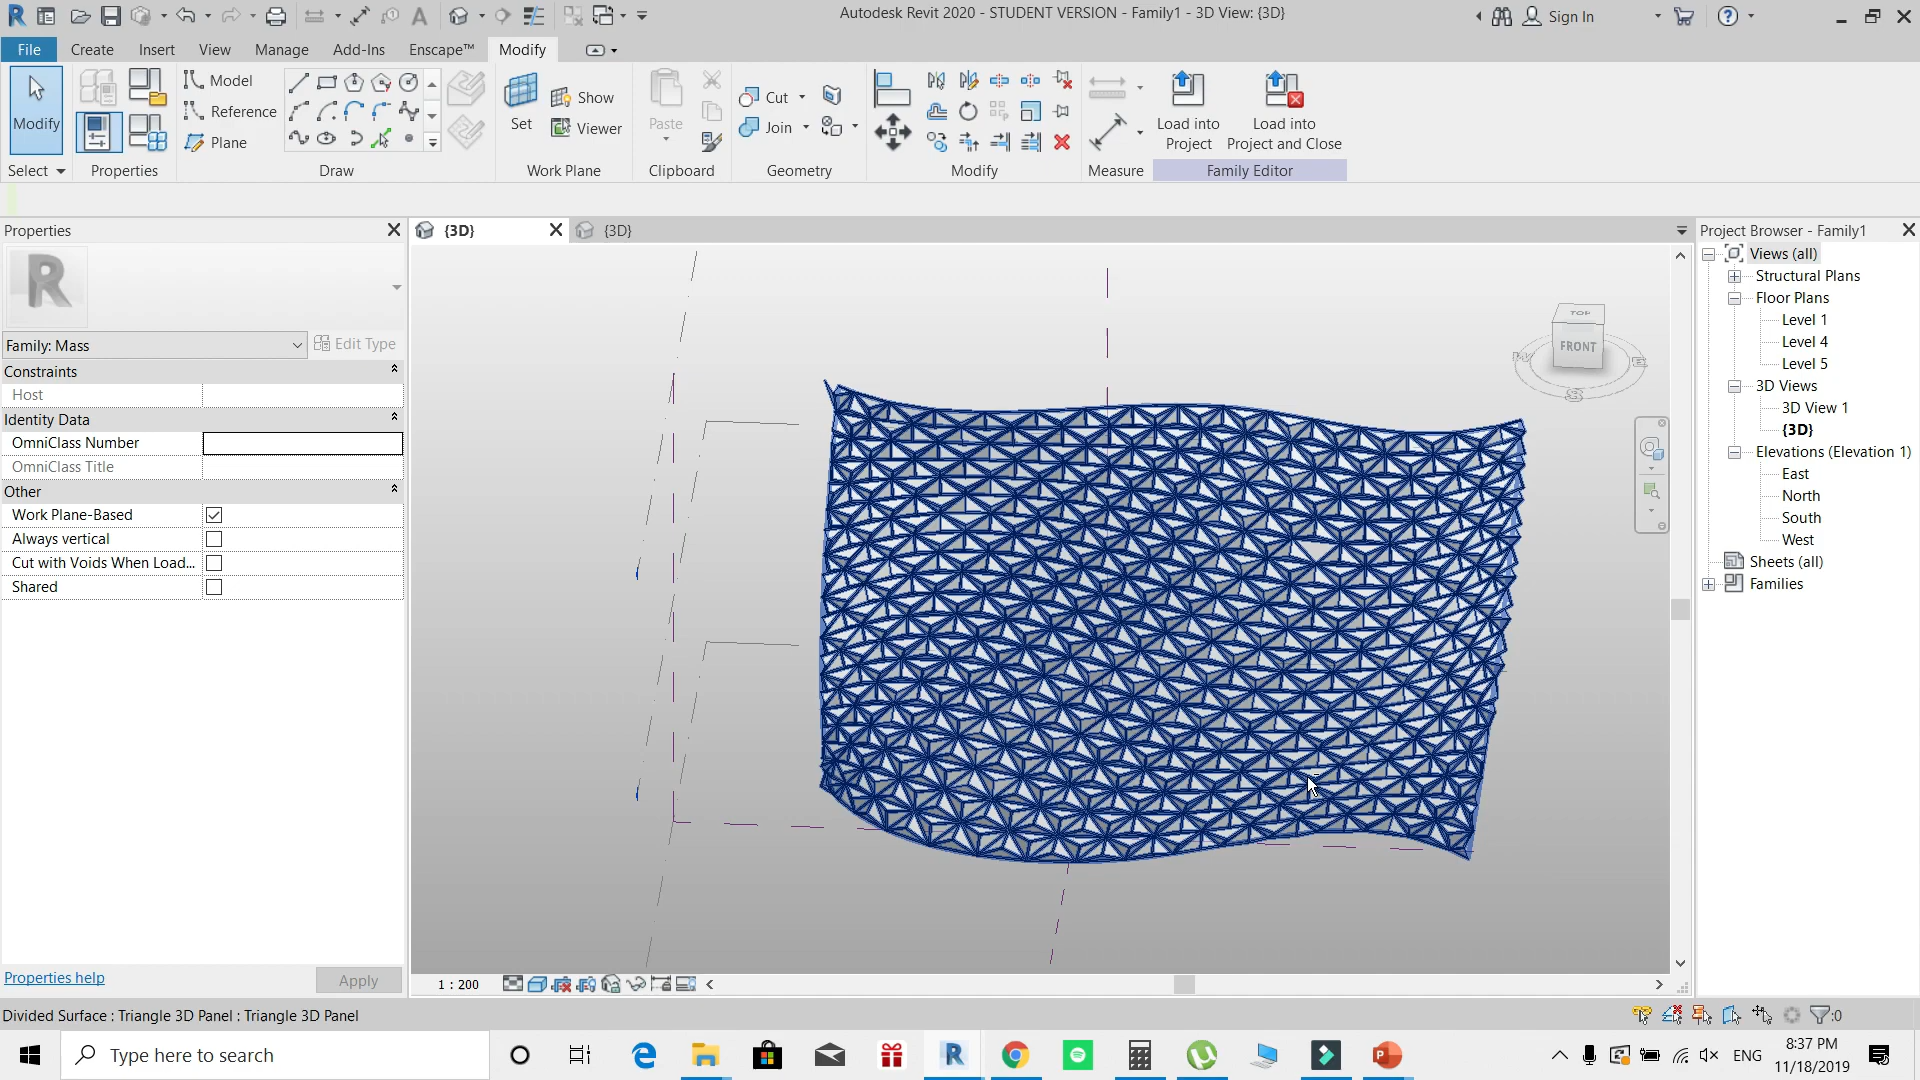 Autodesk Revit 2020 - STUDENT VERSION - Family1 - 3D View: {3D}
Sign In
File Create Insert View Manage Add-Ins Enscape™ Modify
Modify
Model
Reference
Plane
Set
Show
Viewer
Paste
Cut
Join
Load into
Project
Load into
Project and Close
Select Properties Draw Work Plane Clipboard Geometry Modify Measure Family Editor
Properties
{3D}
{3D}
Project Browser - Family1
Family: Mass
Edit Type
Constraints
Host
Identity Data
OmniClass Number
OmniClass Title
Other
Work Plane-Based
Always vertical
Cut with Voids When Load...
Shared
TOP
FRONT
W
E
S
Views (all)
Structural Plans
Floor Plans
Level 1
Level 4
Level 5
3D Views
3D View 1
{3D}
Elevations (Elevation 1)
East
North
South
West
Sheets (all)
Families
Properties help
Apply
1 : 200
Divided Surface : Triangle 3D Panel : Triangle 3D Panel
:0
Type here to search
ENG
8:37 PM
11/18/2019